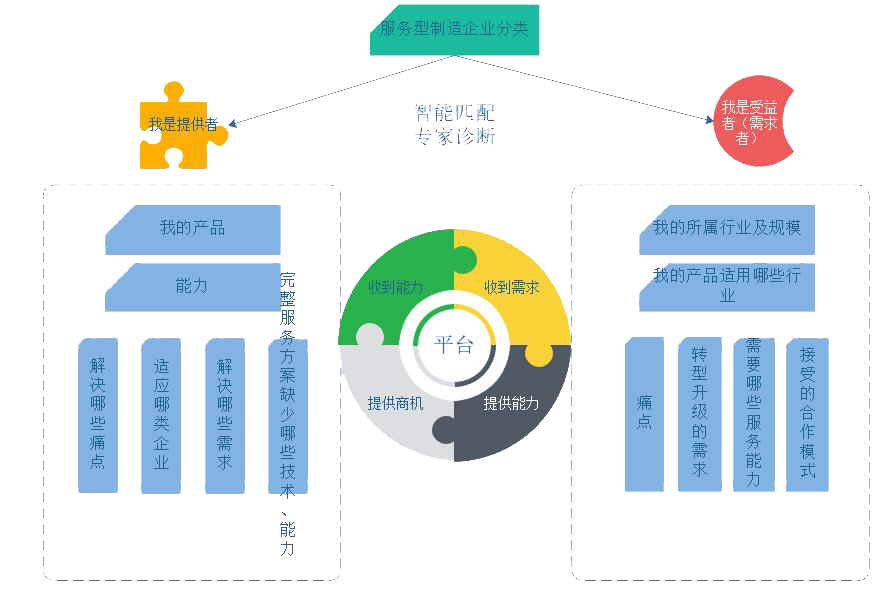 服务型制造企业分类
智能匹配
专家诊断
我是提供者
我是受益
者（需求
者）
我的产品
能力
解决哪些痛点
适应哪类企业
解决哪些需求
完整服务方案缺少哪些技术、能力
收到能力
收到需求
平台
提供商机
提供能力
我的所属行业及规模
我的产品适用哪些行
业
痛点
转型升级的需求
需要哪些服务能力
接受的合作模式